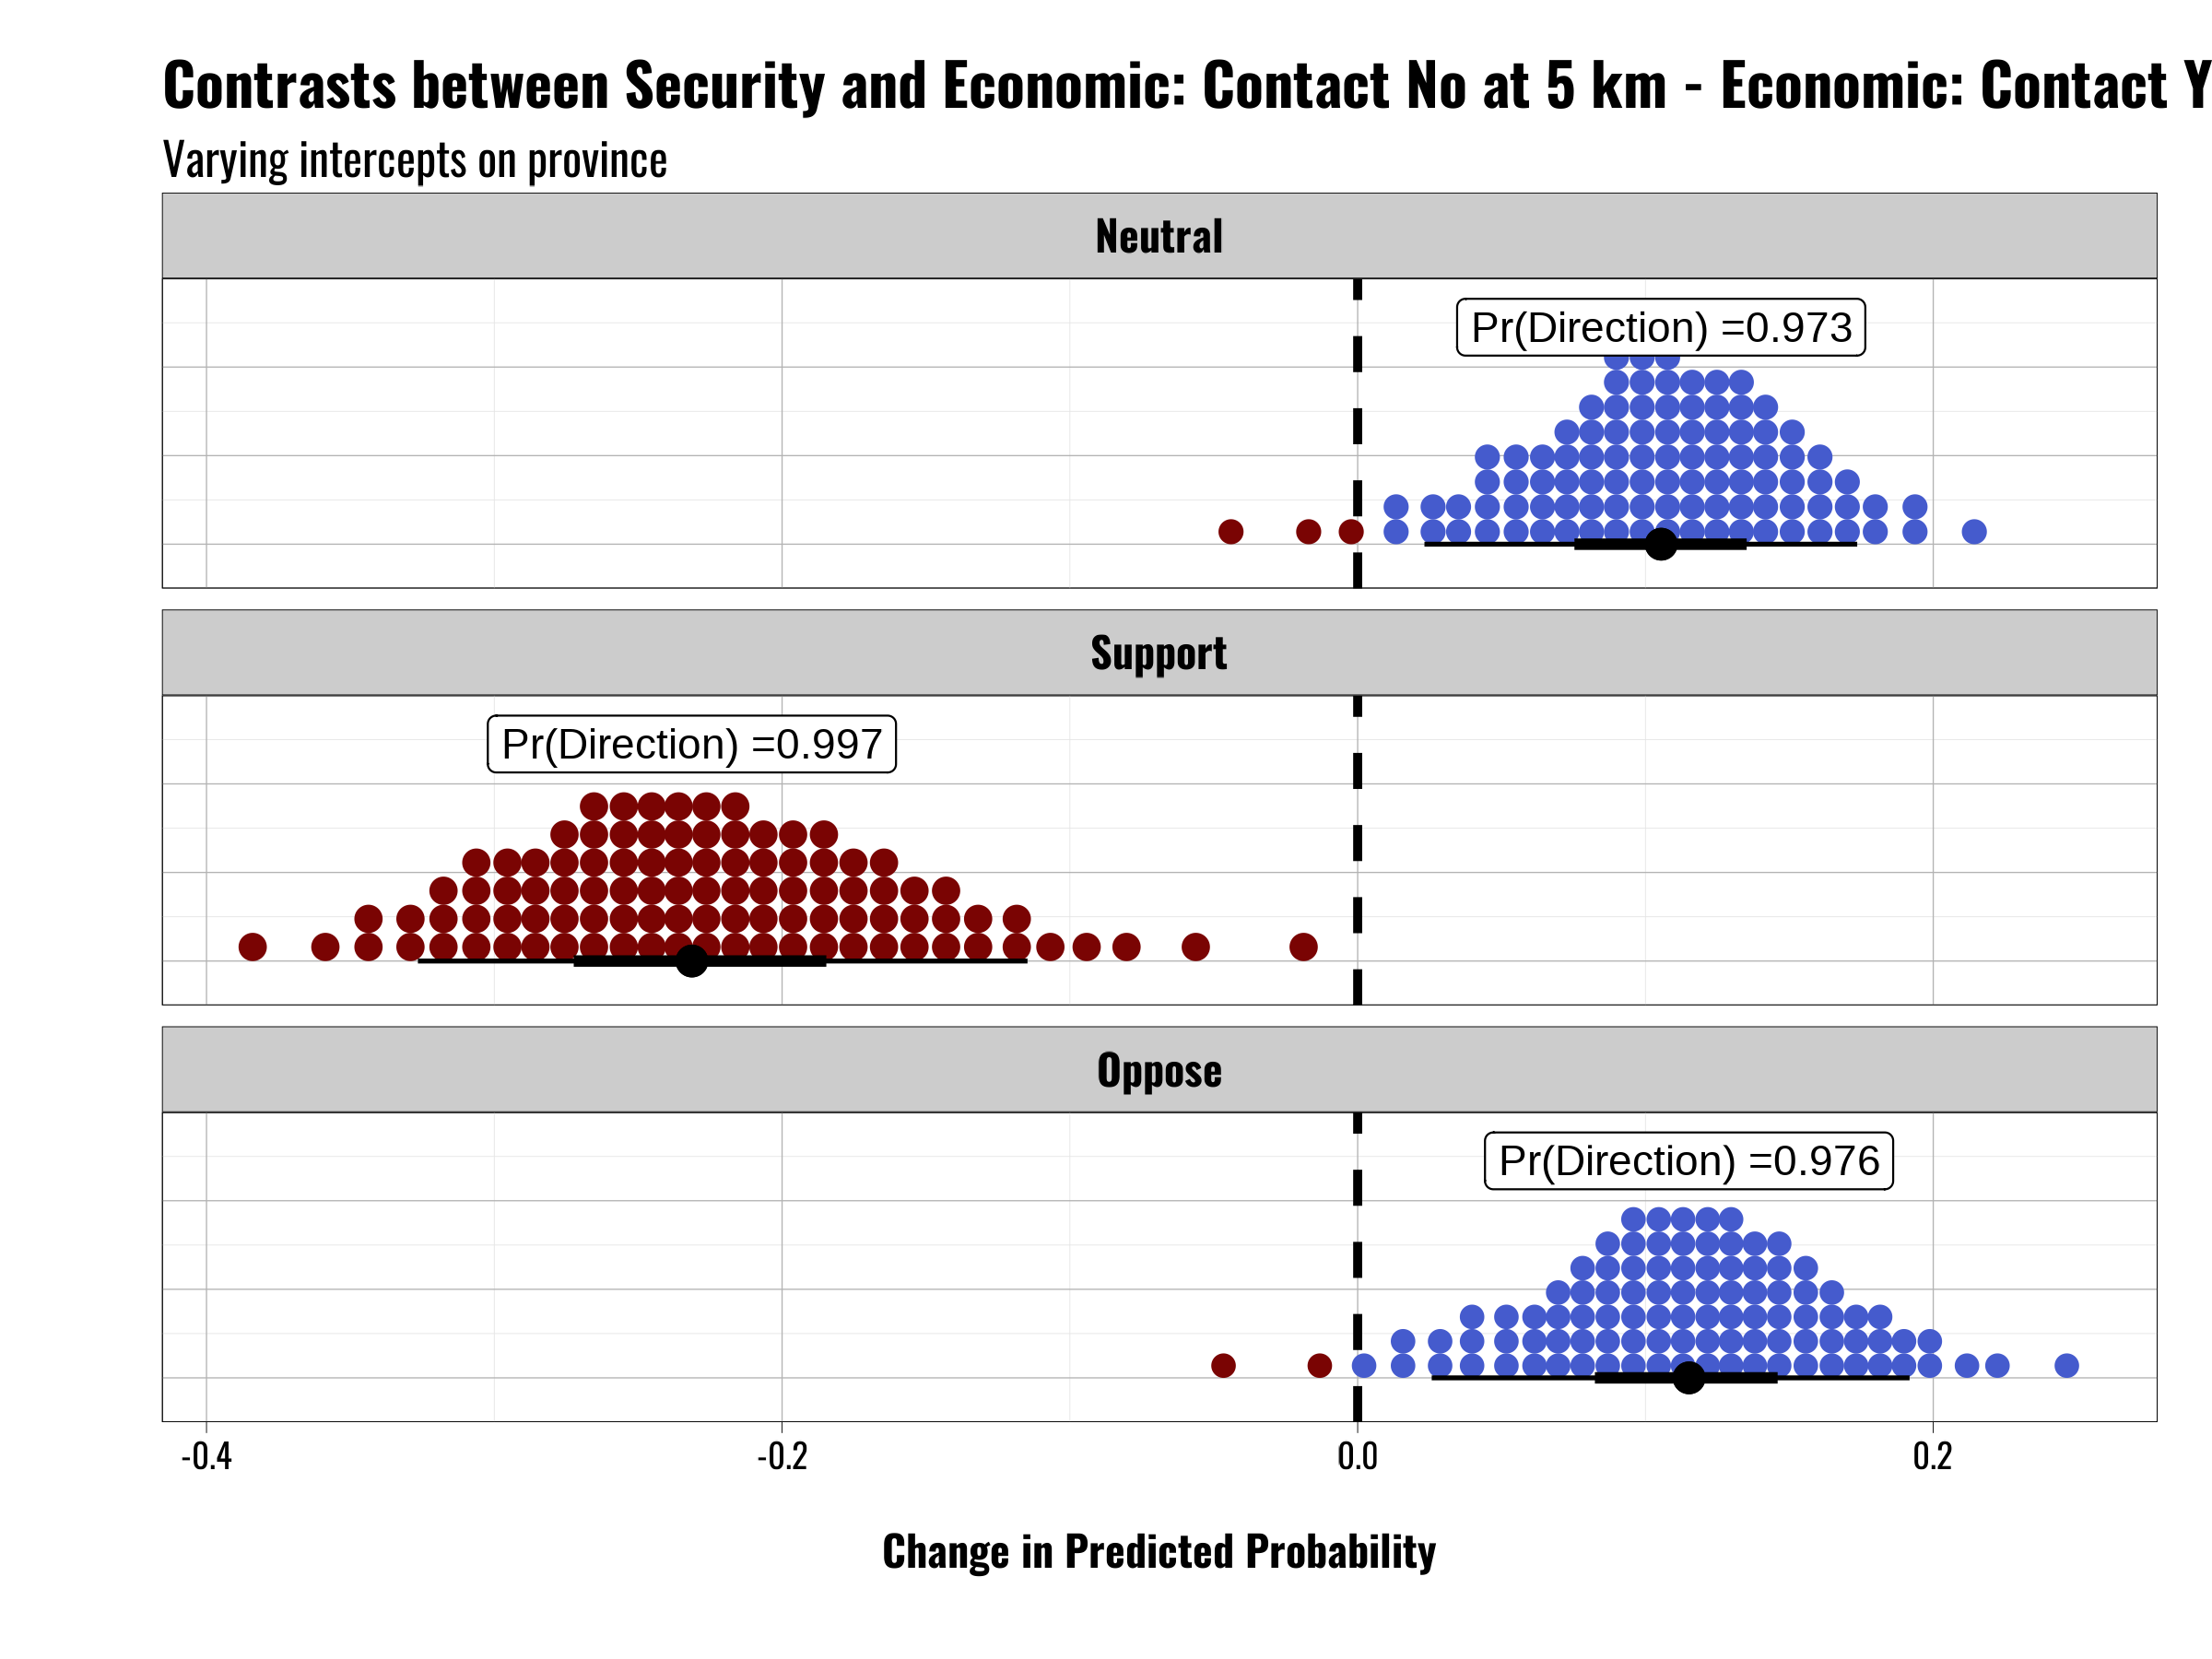 Contrasts between Security and Economic: Contact No at 5 km - Economic: Contact Y
Varying intercepts on province
Neutral
Pr(Direction) =0.973
Support
Pr(Direction) =0.997
Oppose
Pr(Direction) =0.976
-0.4 -0.2 0.0 0.2
Change in Predicted Probability